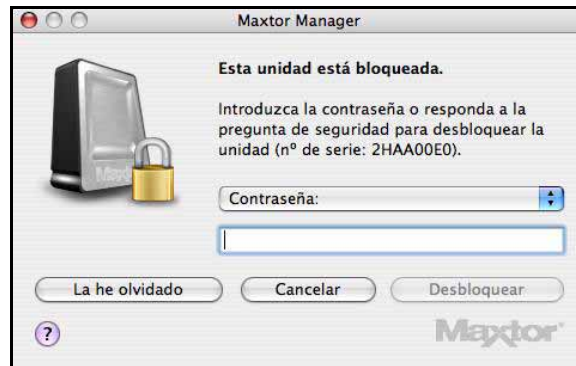 Maxtor Manager
Esta unidad está bloqueada.
Introduzca la contraseña o responda a la
pregunta de seguridad para desbloquear la
unidad (nº de serie: 2HAA00E0).
Maxtor
Contraseña:
La he olvidado
Cancelar
Desbloquear
?
Maxtor